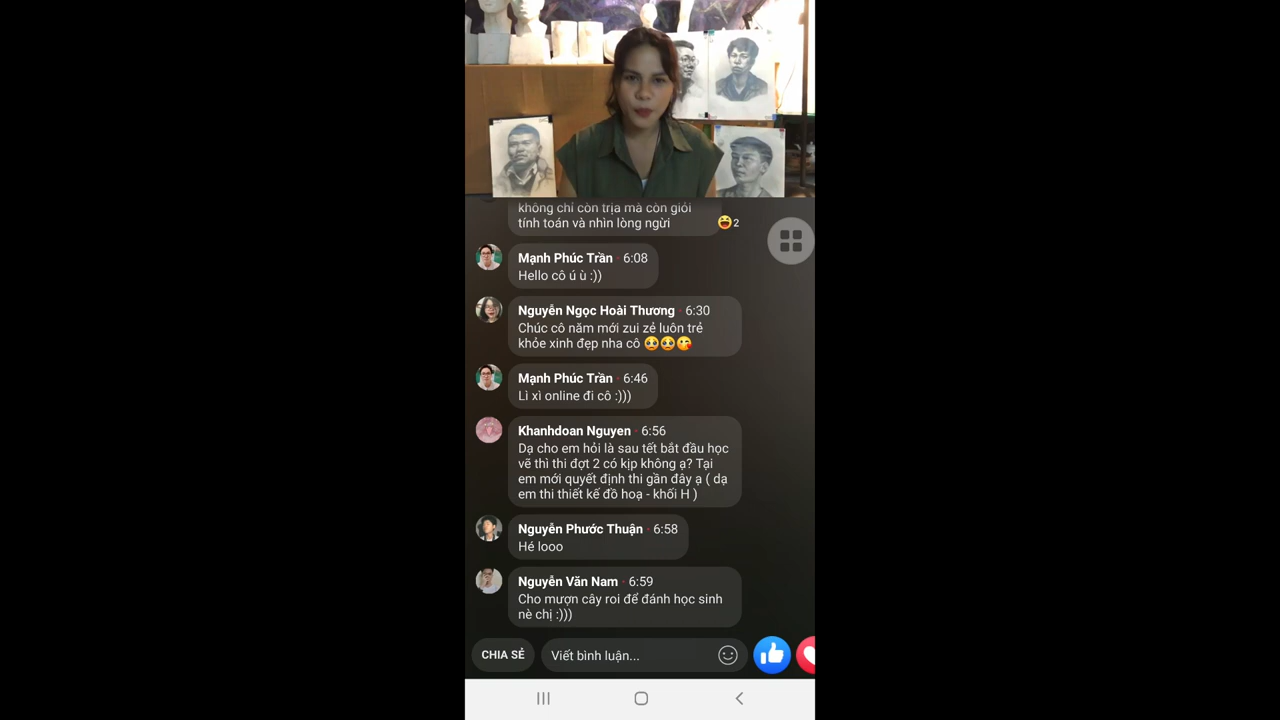 không chỉ còn trịa mà còn giỏi
tính toán và nhìn lòng ngừi
2
Mạnh Phúc Trần · 6:08
Hello cô ú ù :))
Nguyễn Ngọc Hoài Thương · 6:30
Chúc cô năm mới zui zẻ luôn trẻ
khỏe xinh đẹp nha cô 🥹🥹😘
Mạnh Phúc Trần · 6:46
Lì xì online đi cô :)))
Khanhdoan Nguyen · 6:56
Dạ cho em hỏi là sau tết bắt đầu học
vẽ thì thi đợt 2 có kịp không ạ? Tại
em mới quyết định thi gần đây ạ ( dạ
em thi thiết kế đồ hoạ - khối H )
Nguyễn Phước Thuận · 6:58
Hé looo
Nguyễn Văn Nam · 6:59
Cho mượn cây roi để đánh học sinh
nè chị :)))
CHIA SẺ
Viết bình luận...